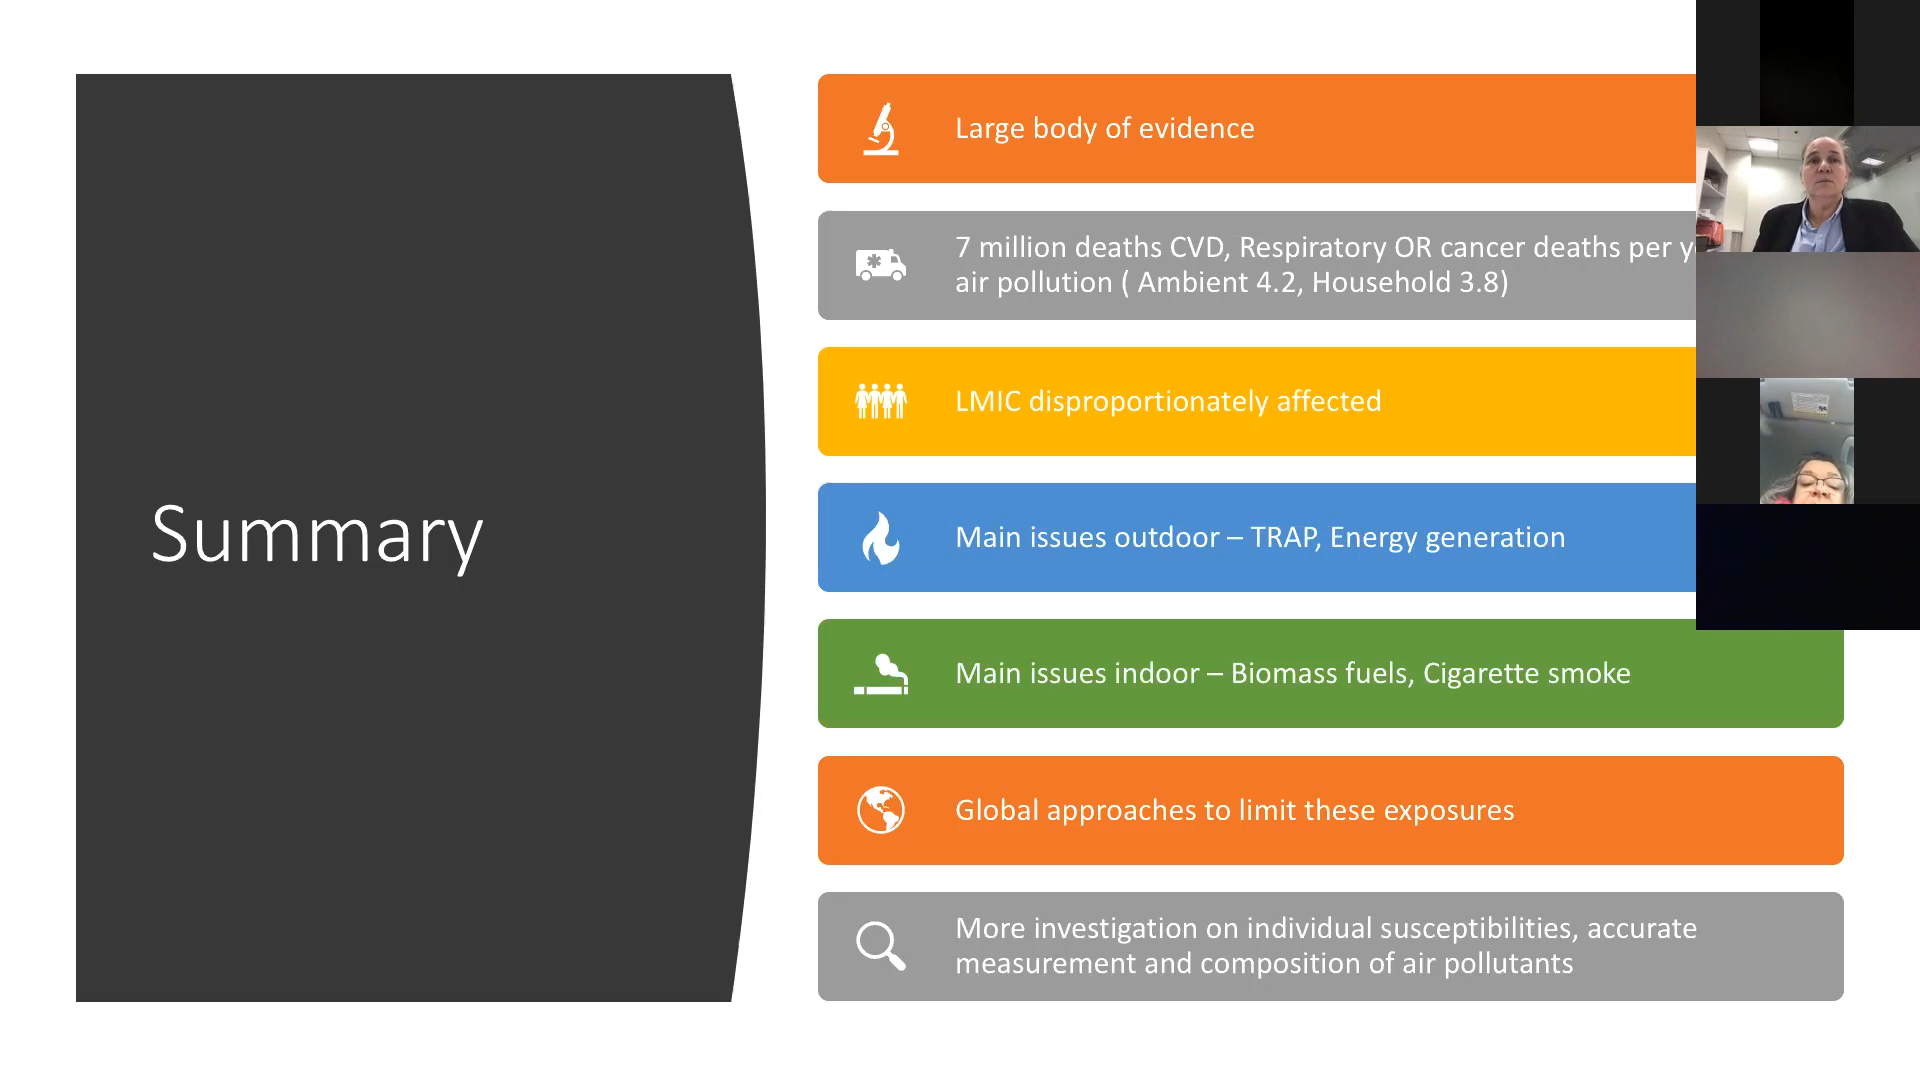 Summary
Large body of evidence
7 million deaths CVD, Respiratory OR cancer deaths per
air pollution ( Ambient 4.2, Household 3.8)
LMIC disproportionately affected
Main issues outdoor – TRAP, Energy generation
Main issues indoor – Biomass fuels, Cigarette smoke
Global approaches to limit these exposures
More investigation on individual susceptibilities, accurate
measurement and composition of air pollutants